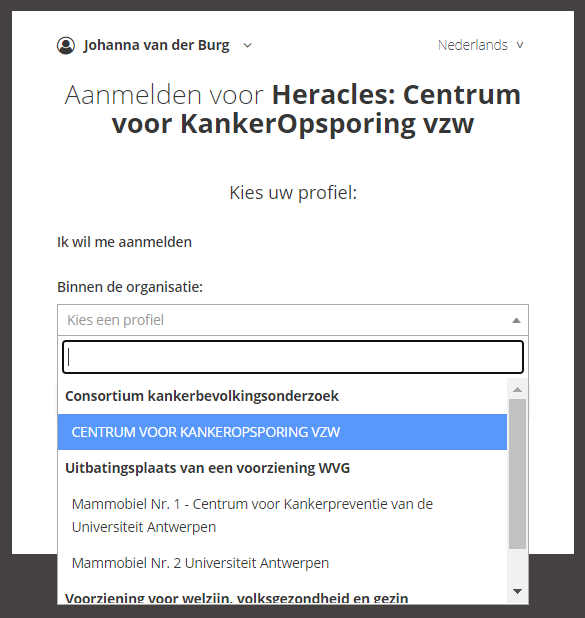 Johanna van der Burg
Nederlands
Aanmelden voor Heracles: Centrum
voor KankerOpsporing vzw
Kies uw profiel:
Ik wil me aanmelden
Binnen de organisatie:
Kies een profiel
Consortium kankerbevolkingsonderzoek
CENTRUM VOOR KANKEROPSPORING VZW
Uitbatingsplaats van een voorziening WVG
Mammobiel Nr. 1 - Centrum voor Kankerpreventie van de
Universiteit Antwerpen
Mammobiel Nr. 2 Universiteit Antwerpen
Voorziening voor welzijn, volksgezondheid en gezin